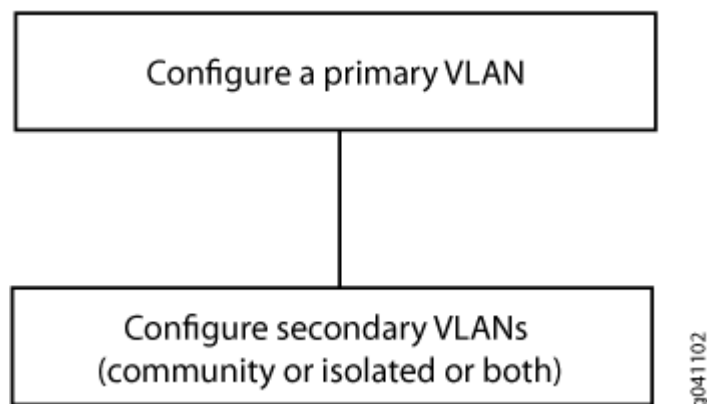 Configure a primary VLAN
Configure secondary VLANs
(community or isolated or both)
g041102